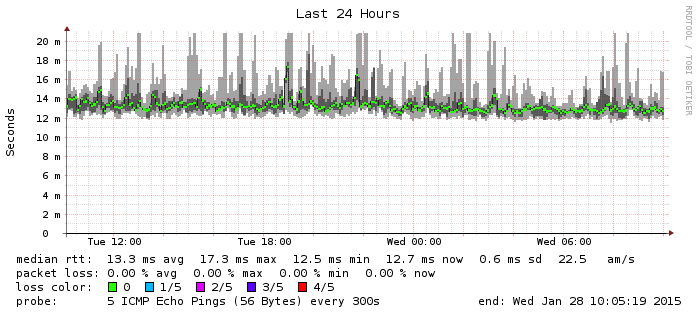 Last 24 Hours
RRDTOOL / TOBI OETIKER
Seconds
20 m
18 m
16 m
14 m
12 m
10 m
8 m
6 m
4 m
2 m
0
Tue 12:00 Tue 18:00 Wed 00:00 Wed 06:00
median rtt: 13.3 ms avg 17.3 ms max 12.5 ms min 12.7 ms now 0.6 ms sd 22.5 am/s
packet loss: 0.00 % avg 0.00 % max 0.00 % min 0.00 % now
loss color: 0 1/5 2/5 3/5 4/5
probe: 5 ICMP Echo Pings (56 Bytes) every 300s end: Wed Jan 28 10:05:19 2015